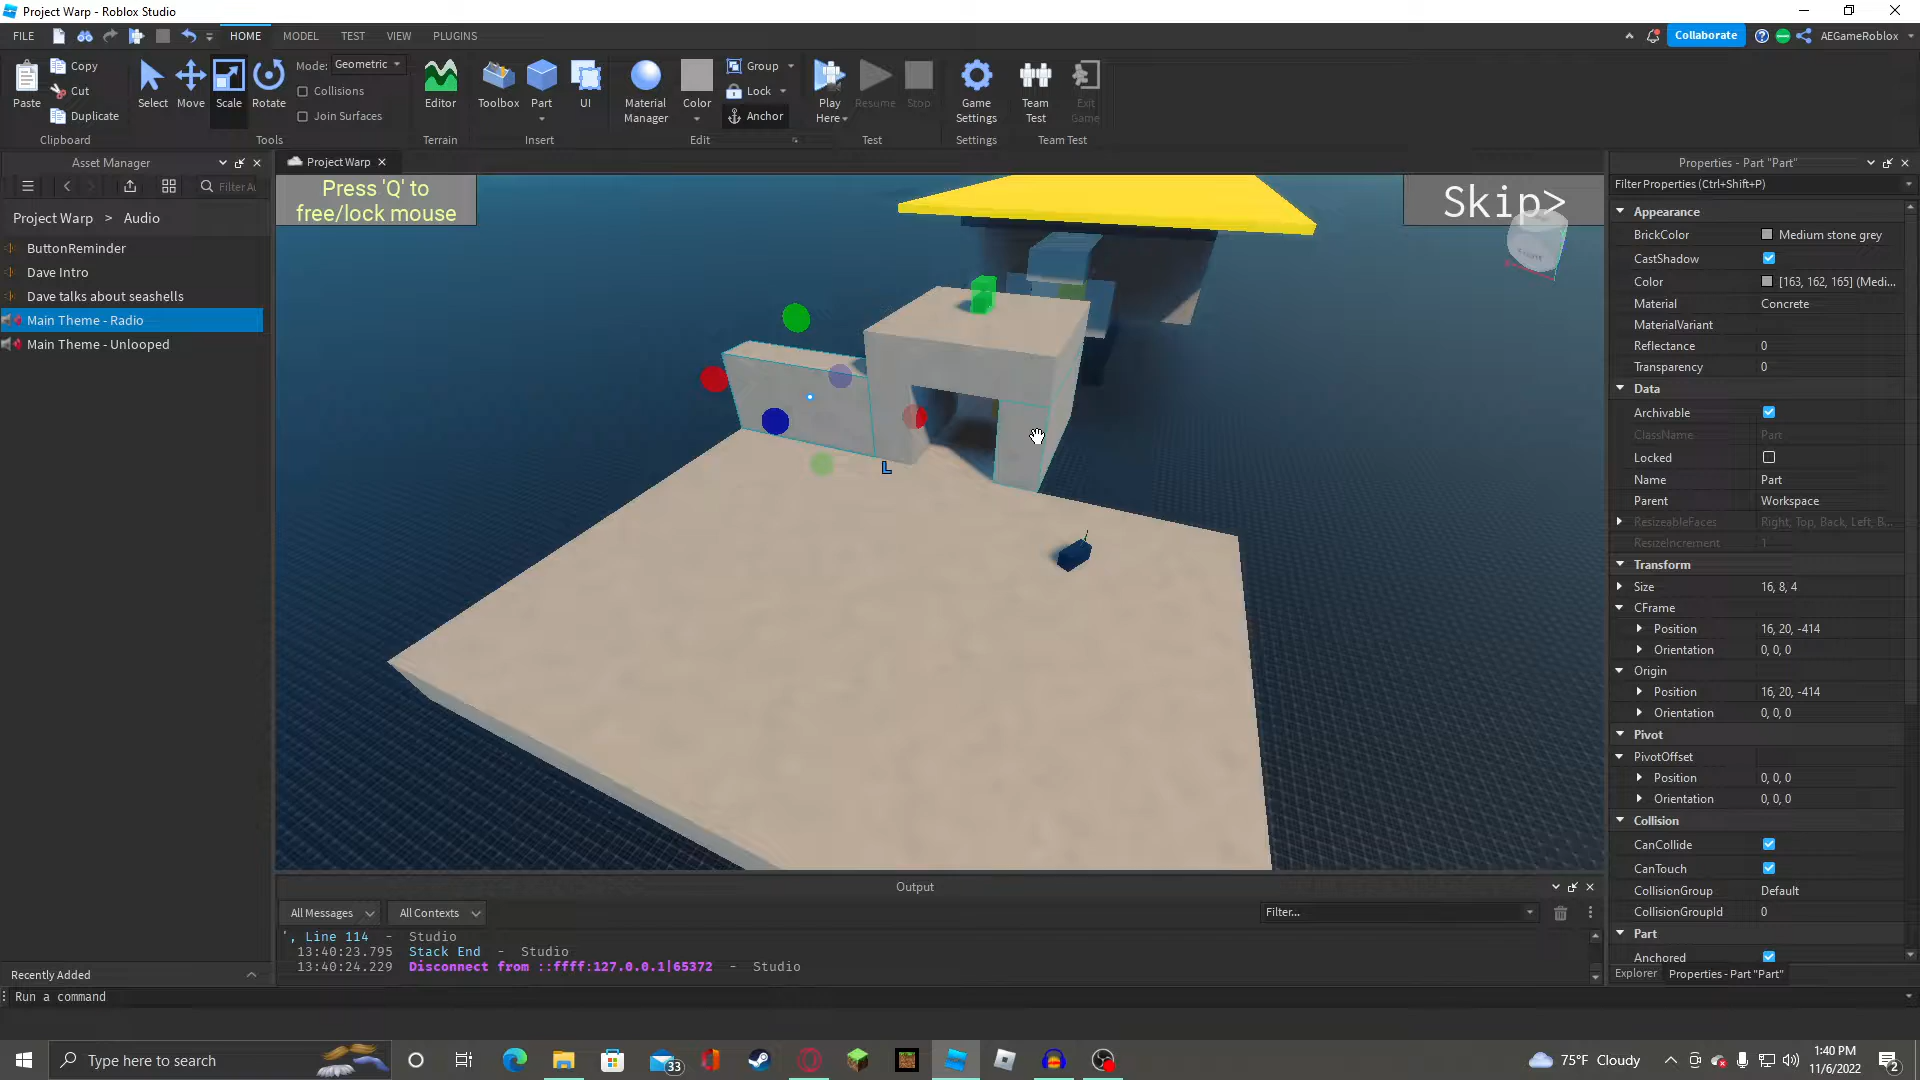 Project Warp - Roblox Studio
FILE
HOME
MODEL
TEST
VIEW
PLUGINS
Collaborate
AEGameRoblox
Paste
Copy
Cut
Duplicate
Clipboard
Select
Move
Scale
Rotate
Mode: Geometric
Collisions
Join Surfaces
Tools
Editor
Terrain
Toolbox
Part
UI
Insert
Material
Manager
Color
Group
Lock
Anchor
Edit
Play
Here
Resume
Stop
Test
Game
Settings
Settings
Team
Test
Exit
Game
Team Test
Asset Manager
Filter A
Project Warp > Audio
ButtonReminder
Dave Intro
Dave talks about seashells
Main Theme - Radio
Main Theme - Unlooped
Recently Added
Project Warp
Press 'Q' to
free/lock mouse
Skip>
L
Output
All Messages
All Contexts
Filter...
', Line 114 - Studio
13:40:23.795 Stack End - Studio
13:40:24.229 Disconnect from ::ffff:127.0.0.1|65372 - Studio
Run a command
Properties - Part "Part"
Filter Properties (Ctrl+Shift+P)
Appearance
BrickColor Medium stone grey
CastShadow
Color [163, 162, 165] (Medi...
Material Concrete
MaterialVariant
Reflectance 0
Transparency 0
Data
Archivable
ClassName Part
Locked
Name Part
Parent Workspace
ResizeableFaces Right, Top, Back, Left, B...
ResizeIncrement 1
Transform
Size 16, 8, 4
CFrame
Position 16, 20, -414
Orientation 0, 0, 0
Origin
Position 16, 20, -414
Orientation 0, 0, 0
Pivot
PivotOffset
Position 0, 0, 0
Orientation 0, 0, 0
Collision
CanCollide
CanTouch
CollisionGroup Default
CollisionGroupId 0
Part
Anchored
Explorer
Properties - Part "Part"
Type here to search
33
75°F Cloudy
1:40 PM
11/6/2022
2